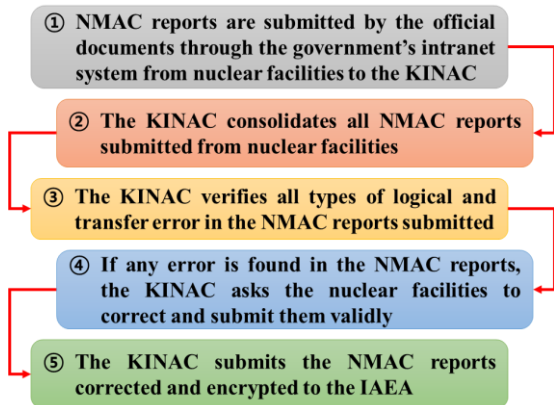 ① NMAC reports are submitted by the official
documents through the government's intranet
system from nuclear facilities to the KINAC
② The KINAC consolidates all NMAC reports
submitted from nuclear facilities
③ The KINAC verifies all types of logical and
transfer error in the NMAC reports submitted
④ If any error is found in the NMAC reports,
the KINAC asks the nuclear facilities to
correct and submit them validly
⑤ The KINAC submits the NMAC reports
corrected and encrypted to the IAEA